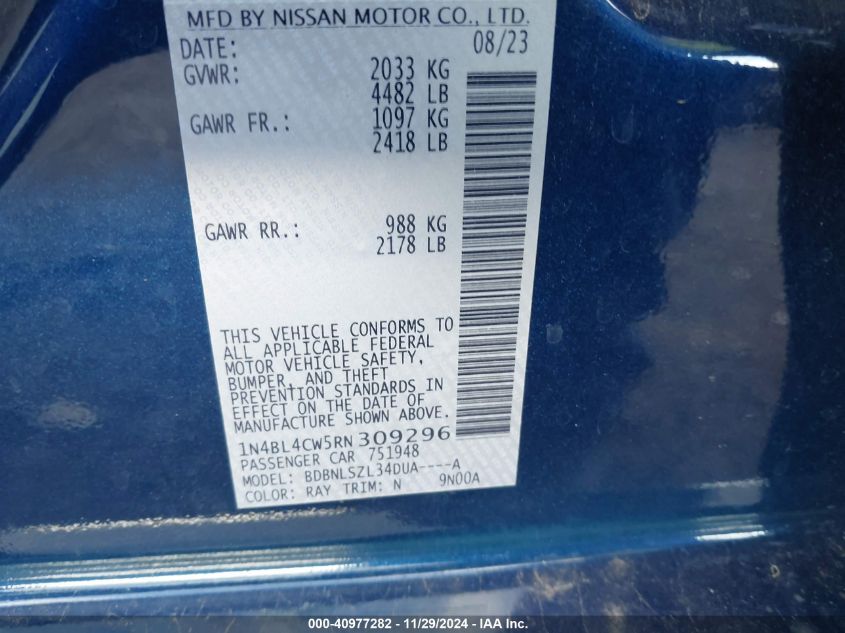 MFD BY NISSAN MOTOR CO., LTD.
DATE: 08/23
GVWR: 2033 KG
4482 LB
GAWR FR.: 1097 KG
2418 LB
GAWR RR.: 988 KG
2178 LB
THIS VEHICLE CONFORMS TO
ALL APPLICABLE FEDERAL
MOTOR VEHICLE SAFETY,
BUMPER, AND THEFT
PREVENTION STANDARDS IN
EFFECT ON THE DATE OF
MANUFACTURE SHOWN ABOVE.
1N4BL4CW5RN309296
PASSENGER CAR 751948
MODEL: BDBNLSZL34DUA----A
COLOR: RAY TRIM: N 9N00A
000-40977282 - 11/29/2024 - IAA Inc.